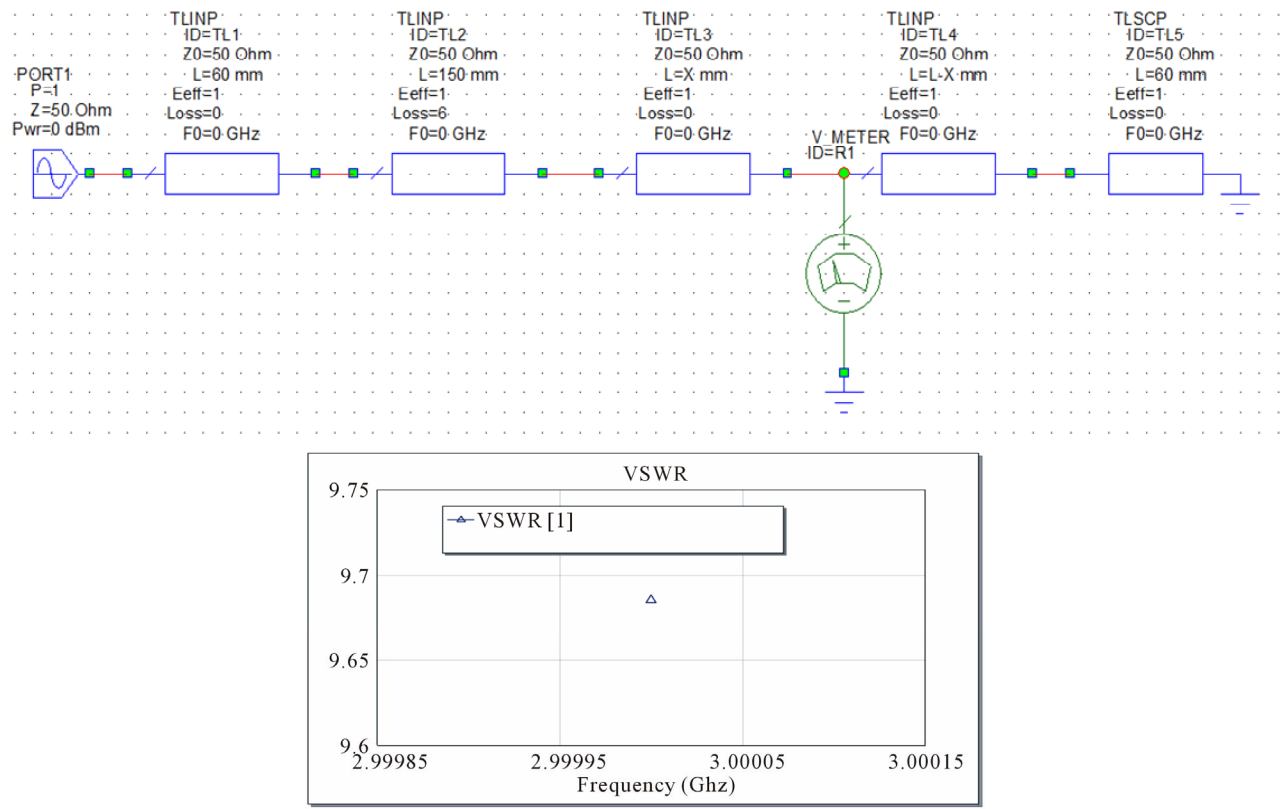 PORT1
P=1
Z=50 Ohm
Pwr=0 dBm
TLINP
ID=TL1
Z0=50 Ohm
L=60 mm
Eeff=1
Loss=0
F0=0 GHz
TLINP
ID=TL2
Z0=50 Ohm
L=150 mm
Eeff=1
Loss=6
F0=0 GHz
TLINP
ID=TL3
Z0=50 Ohm
L=X mm
Eeff=1
Loss=0
F0=0 GHz
V_METER
ID=R1
TLINP
ID=TL4
Z0=50 Ohm
L=L-X mm
Eeff=1
Loss=0
F0=0 GHz
TLSCP
ID=TL5
Z0=50 Ohm
L=60 mm
Eeff=1
Loss=0
F0=0 GHz
VSWR
VSWR [1]
9.75
9.7
9.65
9.6
2.99985 2.99995 3.00005 3.00015
Frequency (Ghz)